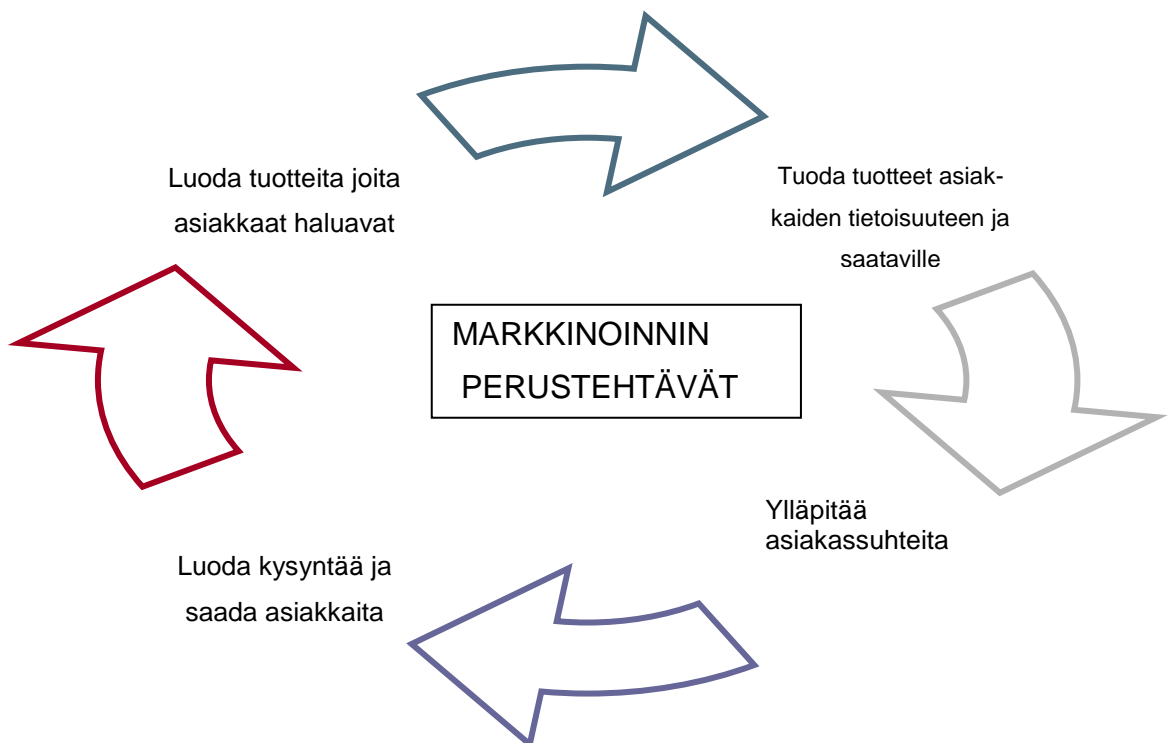 Luoda tuotteita joita
asiakkaat haluavat
Tuoda tuotteet asiak-
kaiden tietoisuuteen ja
saataville
MARKKINOINNIN
PERUSTEHTÄVÄT
Ylläpitää
asiakassuhteita
Luoda kysyntää ja
saada asiakkaita